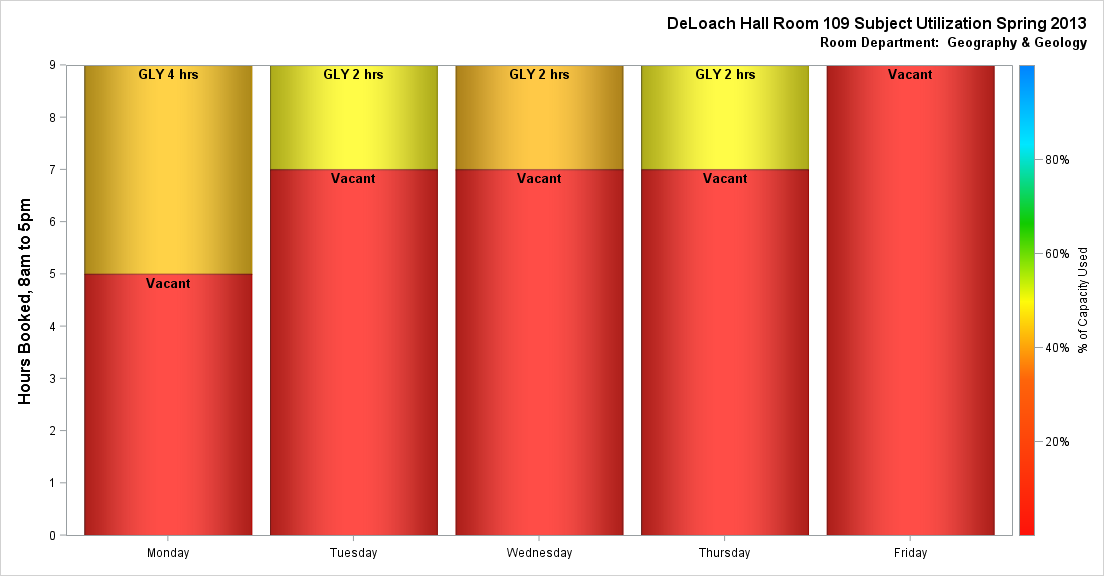 DeLoach Hall Room 109 Subject Utilization Spring 2013
Room Department: Geography & Geology
Hours Booked, 8am to 5pm
9
8
7
6
5
4
3
2
1
0
GLY 4 hrs
Vacant
GLY 2 hrs
Vacant
GLY 2 hrs
Vacant
GLY 2 hrs
Vacant
Vacant
Monday
Tuesday
Wednesday
Thursday
Friday
80%
60%
40%
20%
% of Capacity Used